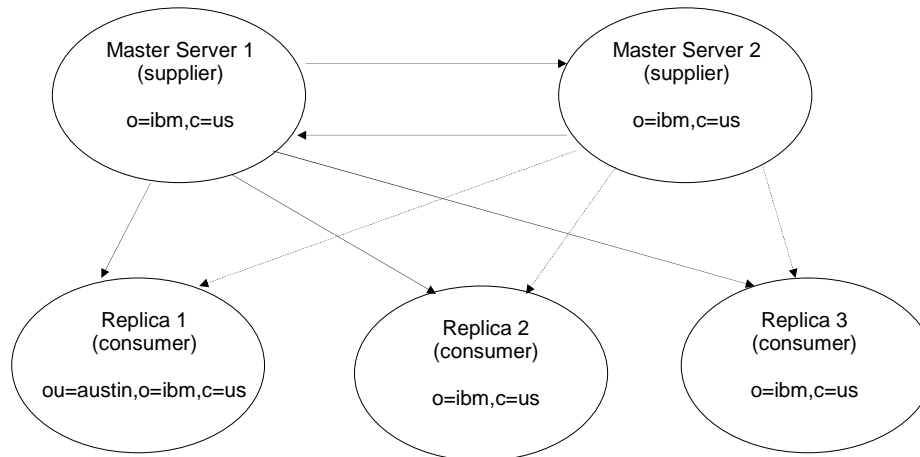 Master Server 1
(supplier)
o=ibm,c=us
Master Server 2
(supplier)
o=ibm,c=us
Replica 1
(consumer)
ou=austin,o=ibm,c=us
Replica 2
(consumer)
o=ibm,c=us
Replica 3
(consumer)
o=ibm,c=us